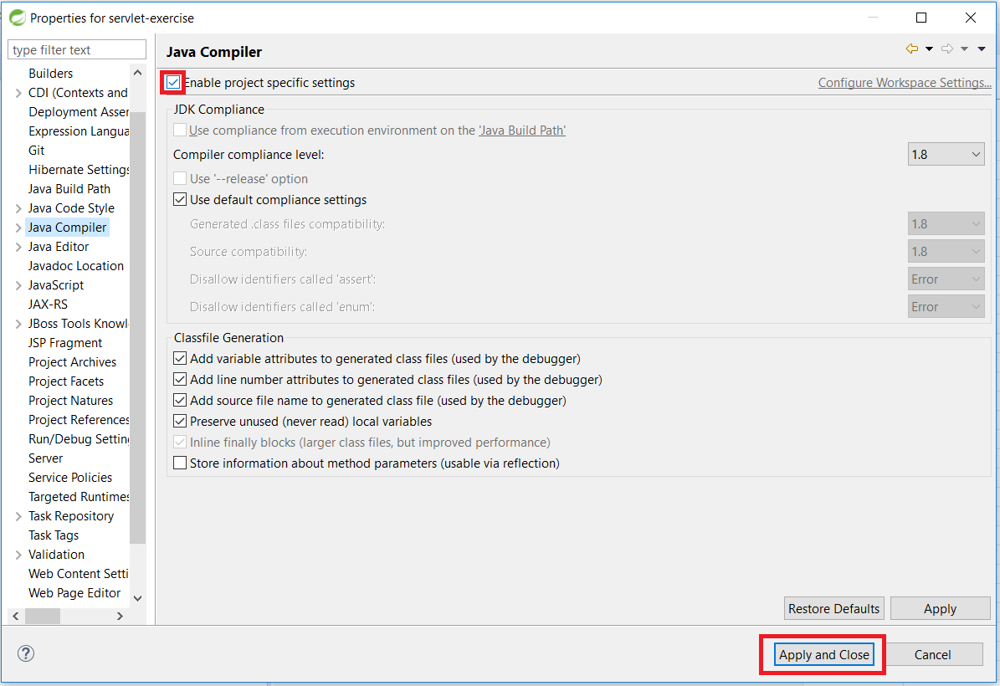 Properties for servlet-exercise
type filter text
Builders
CDI (Contexts and
Deployment Asser
Expression Langua
Git
Hibernate Settings
Java Build Path
Java Code Style
Java Compiler
Java Editor
Javadoc Location
JavaScript
JAX-RS
JBoss Tools Knowl
JSP Fragment
Project Archives
Project Facets
Project Natures
Project References
Run/Debug Setting
Server
Service Policies
Targeted Runtimes
Task Repository
Task Tags
Validation
Web Content Setti
Web Page Editor
Java Compiler
Enable project specific settings
Configure Workspace Settings...
JDK Compliance
Use compliance from execution environment on the 'Java Build Path'
Compiler compliance level: 1.8
Use '--release' option
Use default compliance settings
Generated .class files compatibility: 1.8
Source compatibility: 1.8
Disallow identifiers called 'assert': Error
Disallow identifiers called 'enum': Error
Classfile Generation
Add variable attributes to generated class files (used by the debugger)
Add line number attributes to generated class files (used by the debugger)
Add source file name to generated class file (used by the debugger)
Preserve unused (never read) local variables
Inline finally blocks (larger class files, but improved performance)
Store information about method parameters (usable via reflection)
Restore Defaults Apply
? Apply and Close Cancel